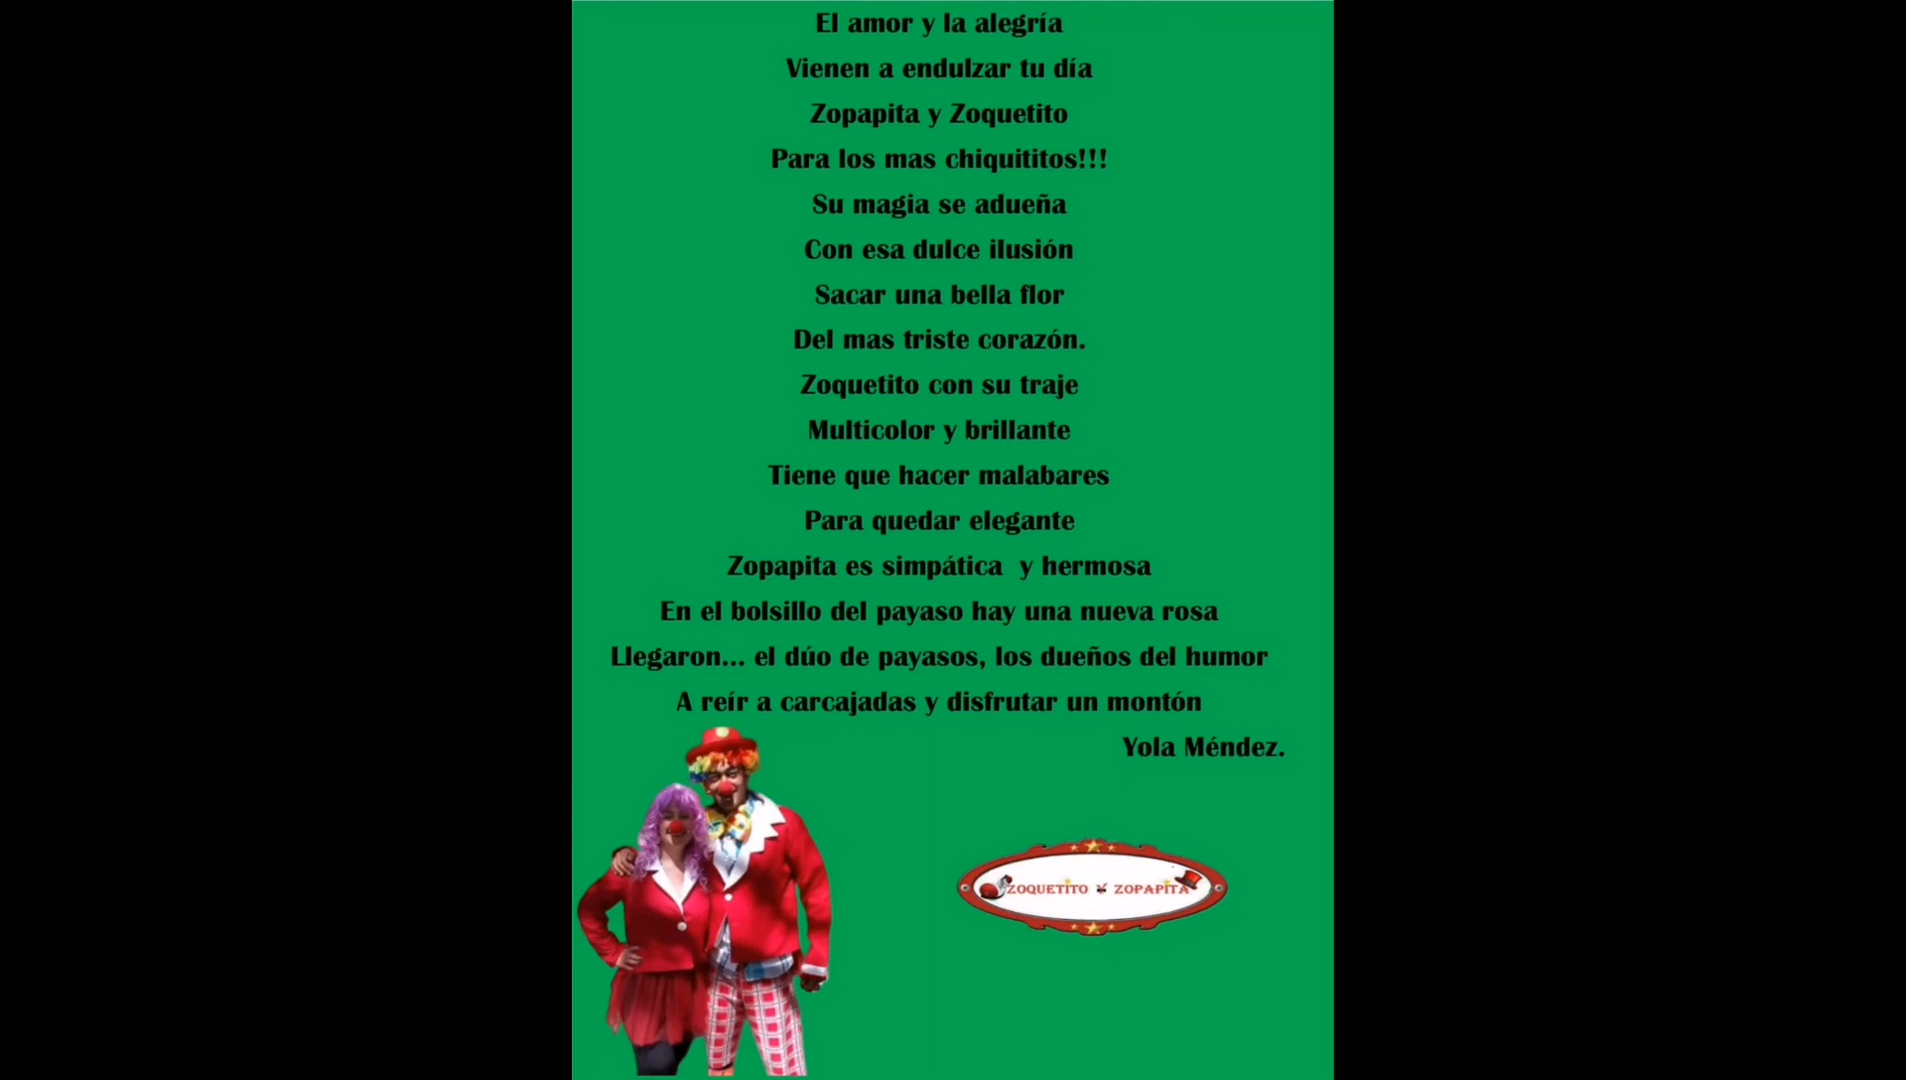 El amor y la alegría
Vienen a endulzar tu día
Zopapita y Zoquetito
Para los mas chiquititos!!!
Su magia se adueña
Con esa dulce ilusión
Sacar una bella flor
Del mas triste corazón.
Zoquetito con su traje
Multicolor y brillante
Tiene que hacer malabares
Para quedar elegante
Zopapita es simpática y hermosa
En el bolsillo del payaso hay una nueva rosa
Llegaron... el dúo de payasos, los dueños del humor
A reír a carcajadas y disfrutar un montón
Yola Méndez.
ZOQUETITO Y ZOPAPITA